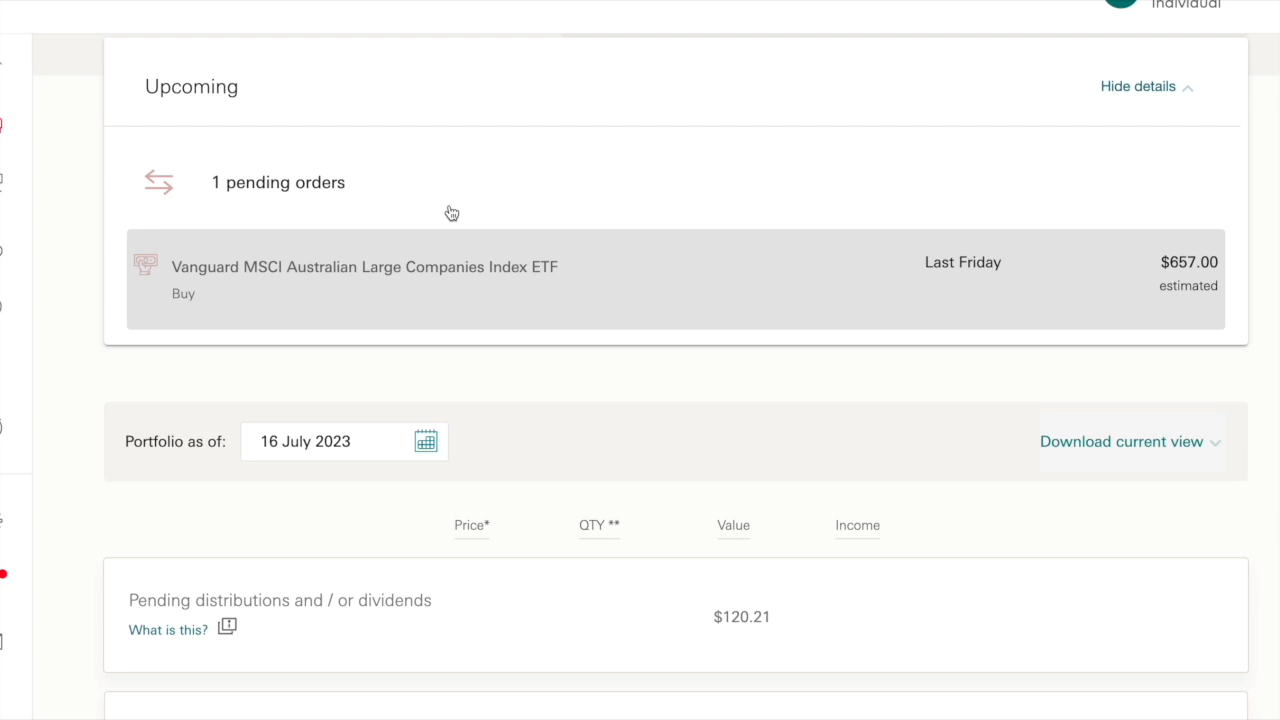 Individual
Upcoming
Hide details
1 pending orders
Vanguard MSCI Australian Large Companies Index ETF
Last Friday
$657.00
Buy
estimated
Portfolio as of:
16 July 2023
Download current view
Price* QTY ** Value Income
Pending distributions and / or dividends
$120.21
What is this?